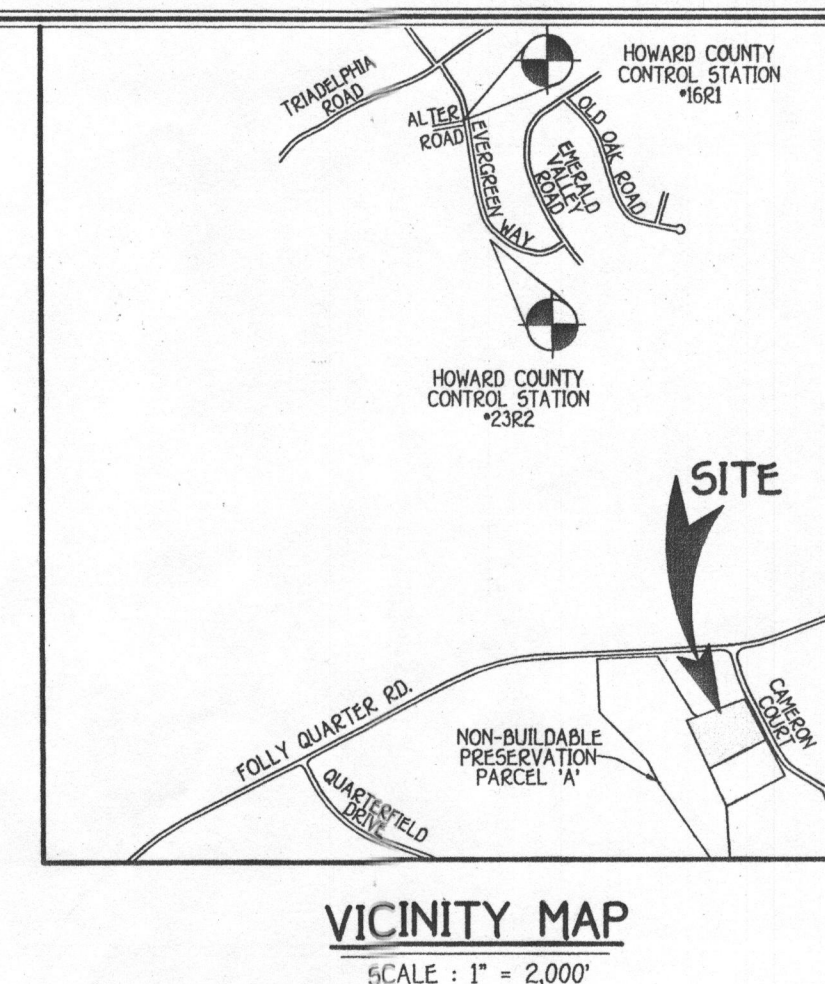 TRIADELPHIA
ROAD
HOWARD COUNTY
CONTROL STATION
•16R1
ALTER
ROAD
EVERGREEN WAY
EMERALD
VALLEY
ROAD
OLD OAK ROAD
HOWARD COUNTY
CONTROL STATION
•23R2
SITE
FOLLY QUARTER RD.
QUARTERFIELD
DRIVE
NON-BUILDABLE
PRESERVATION
PARCEL 'A'
CAMERON
COURT
VICINITY MAP
SCALE : 1" = 2,000'